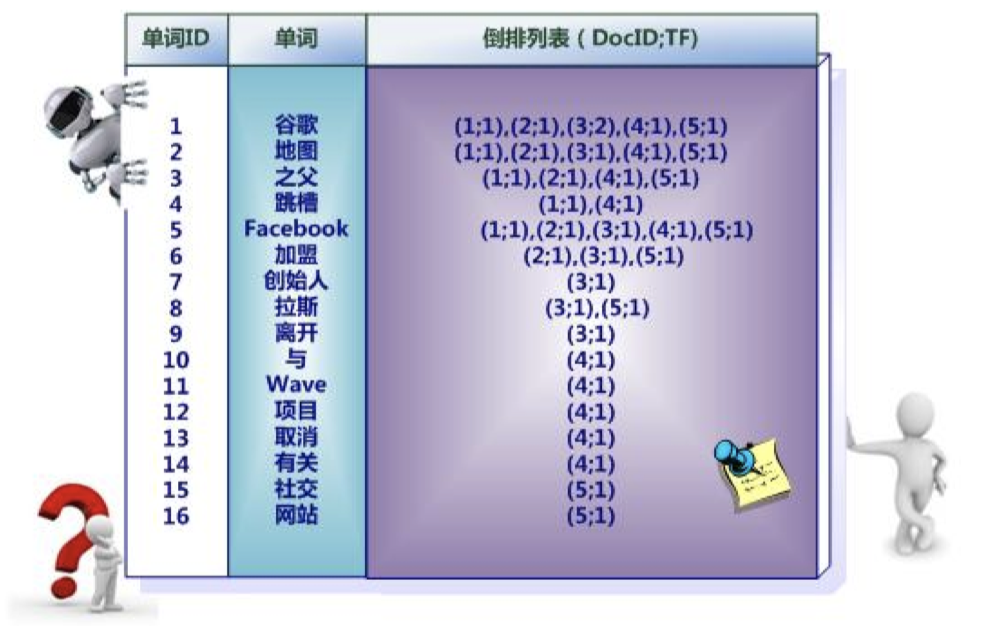 单词ID 单词 倒排列表（DocID;TF)
1 谷歌 (1;1),(2;1),(3;2),(4;1),(5;1)
2 地图 (1;1),(2;1),(3;1),(4;1),(5;1)
3 之父 (1;1),(2;1),(4;1),(5;1)
4 跳槽 (1;1),(4;1)
5 Facebook (1;1),(2;1),(3;1),(4;1),(5;1)
6 加盟 (2;1),(3;1),(5;1)
7 创始人 (3;1)
8 拉斯 (3;1),(5;1)
9 离开 (3;1)
10 与 (4;1)
11 Wave (4;1)
12 项目 (4;1)
13 取消 (4;1)
14 有关 (4;1)
15 社交 (5;1)
16 网站 (5;1)